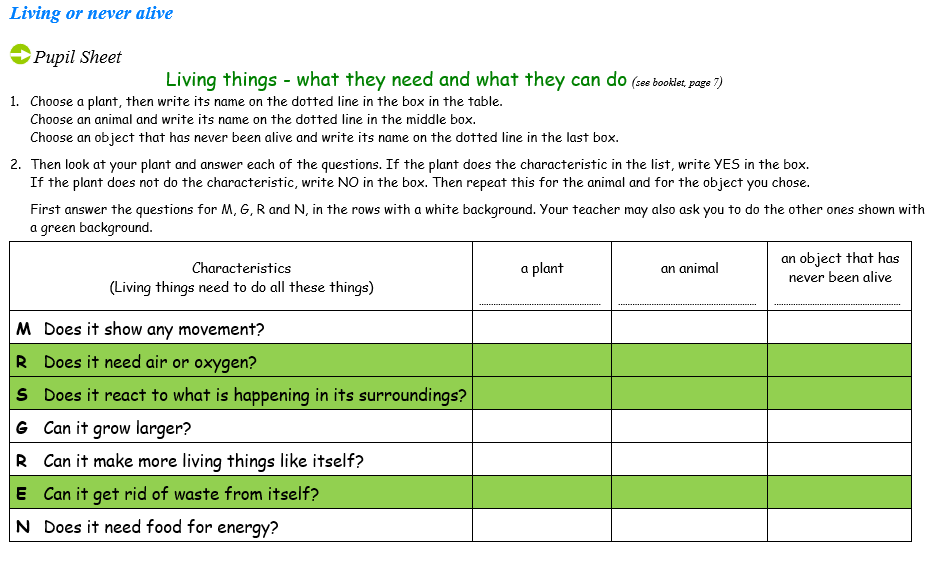 Living or never alive
Pupil Sheet
Living things - what they need and what they can do (see booklet, page 7)
1. Choose a plant, then write its name on the dotted line in the box in the table.
Choose an animal and write its name on the dotted line in the middle box.
Choose an object that has never been alive and write its name on the dotted line in the last box.
2. Then look at your plant and answer each of the questions. If the plant does the characteristic in the list, write YES in the box.
If the plant does not do the characteristic, write NO in the box. Then repeat this for the animal and for the object you chose.
First answer the questions for M, G, R and N, in the rows with a white background. Your teacher may also ask you to do the other ones shown with
a green background.
Characteristics
(Living things need to do all these things)
a plant
an animal
an object that has
never been alive
M Does it show any movement?
R Does it need air or oxygen?
S Does it react to what is happening in its surroundings?
G Can it grow larger?
R Can it make more living things like itself?
E Can it get rid of waste from itself?
N Does it need food for energy?